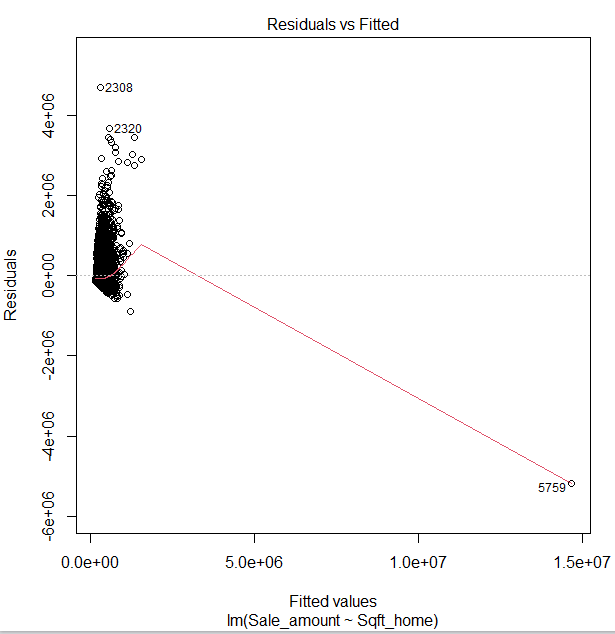 Residuals vs Fitted
2308
2320
5759
Residuals
4e+06
2e+06
0e+00
-2e+06
-4e+06
-6e+06
0.0e+00 5.0e+06 1.0e+07 1.5e+07
Fitted values
lm(Sale_amount ~ Sqft_home)